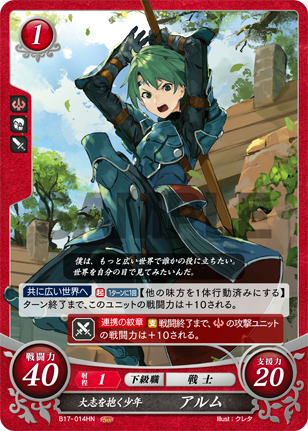 1
僕は、もっと広い世界で誰かの役に立ちたい。
世界を自分の目で見てみたいんだ。
共に広い世界へ 起 1ターンに1回 【他の味方を1体行動済みにする】
ターン終了まで、このユニットの戦闘力は+10される。
連携の紋章 支 戦闘終了まで、の攻撃ユニット
の戦闘力は+10される。
戦闘力
40
射程 1 下級職 戦士
支援力
20
大志を抱く少年 アルム
B17-014HN
Illust:クレタ